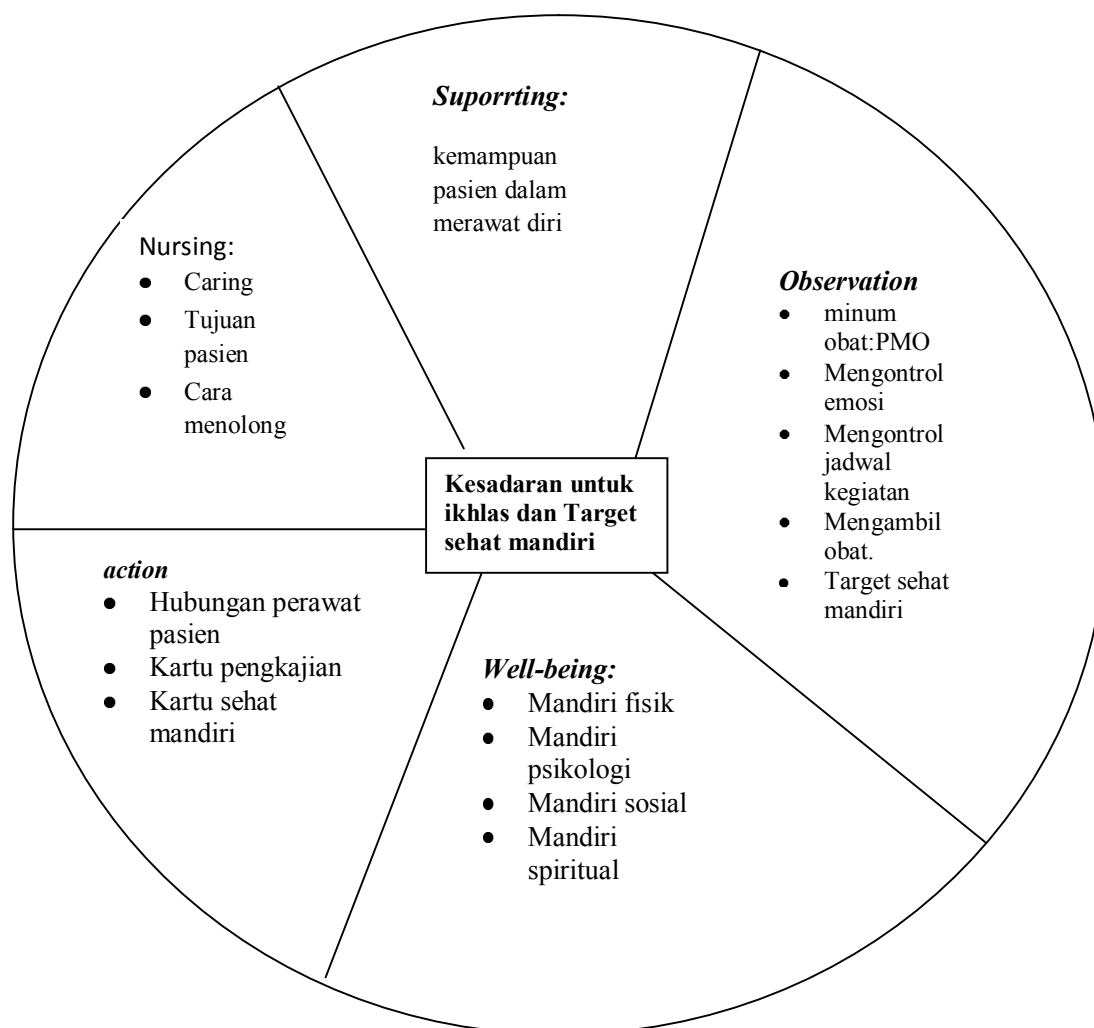 Suporrting:
kemampuan
pasien dalam
merawat diri
Nursing:
● Caring
● Tujuan
pasien
● Cara
menolong
Observation
● minum
obat:PMO
● Mengontrol
emosi
● Mengontrol
jadwal
kegiatan
● Mengambil
obat.
● Target sehat
mandiri
Kesadaran untuk
ikhlas dan Target
sehat mandiri
action
● Hubungan perawat
pasien
● Kartu pengkajian
● Kartu sehat
mandiri
Well-being:
● Mandiri fisik
● Mandiri
psikologi
● Mandiri sosial
● Mandiri
spiritual